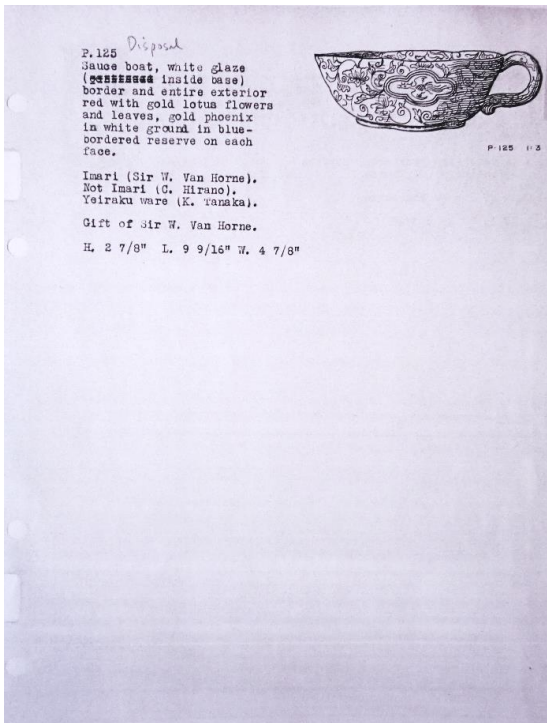 P.125 Disposal
Sauce boat, white glaze
( inside base)
border and entire exterior
red with gold lotus flowers
and leaves, gold phoenix
in white ground in blue-
bordered reserve on each
face.
Imari (Sir W. Van Horne).
Not Imari (C. Hirano).
Yeiraku ware (K. Tanaka).
Gift of Sir W. Van Horne.
H. 2 7/8" L. 9 9/16" W. 4 7/8"
P·125 1:3